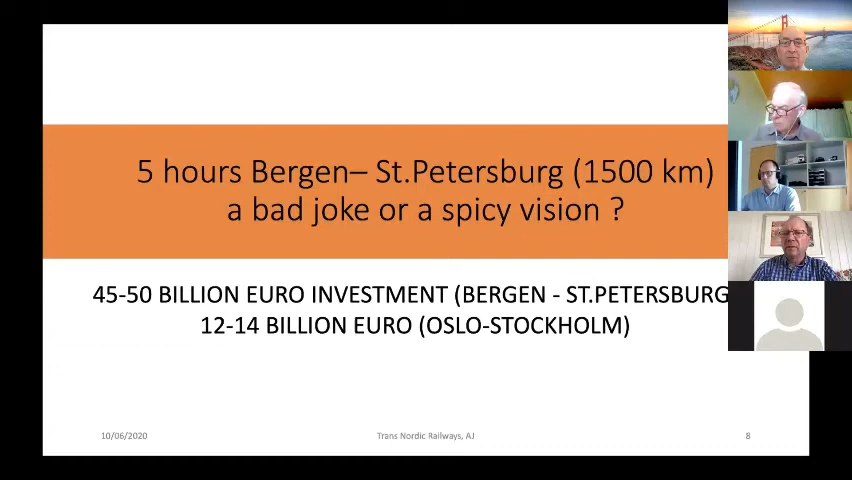 5 hours Bergen– St.Petersburg (1500 km)
a bad joke or a spicy vision ?
45-50 BILLION EURO INVESTMENT (BERGEN - ST.PETERSBURG
12-14 BILLION EURO (OSLO-STOCKHOLM)
10/06/2020
Trans Nordic Railways, AJ
8